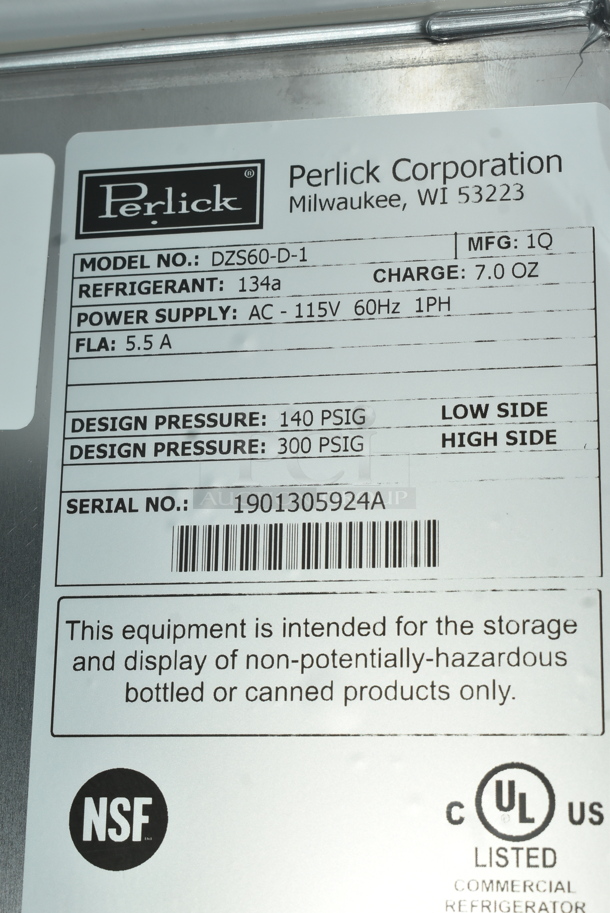 Perlick ®
Perlick Corporation
Milwaukee, WI 53223
MODEL NO.: DZS60-D-1 MFG: 1Q
REFRIGERANT: 134a CHARGE: 7.0 OZ
POWER SUPPLY: AC - 115V 60Hz 1PH
FLA: 5.5 A
DESIGN PRESSURE: 140 PSIG LOW SIDE
DESIGN PRESSURE: 300 PSIG HIGH SIDE
SERIAL NO.: 1901305924A
This equipment is intended for the storage
and display of non-potentially-hazardous
bottled or canned products only.
NSF
C UL US
LISTED
COMMERCIAL
REFRIGERATOR